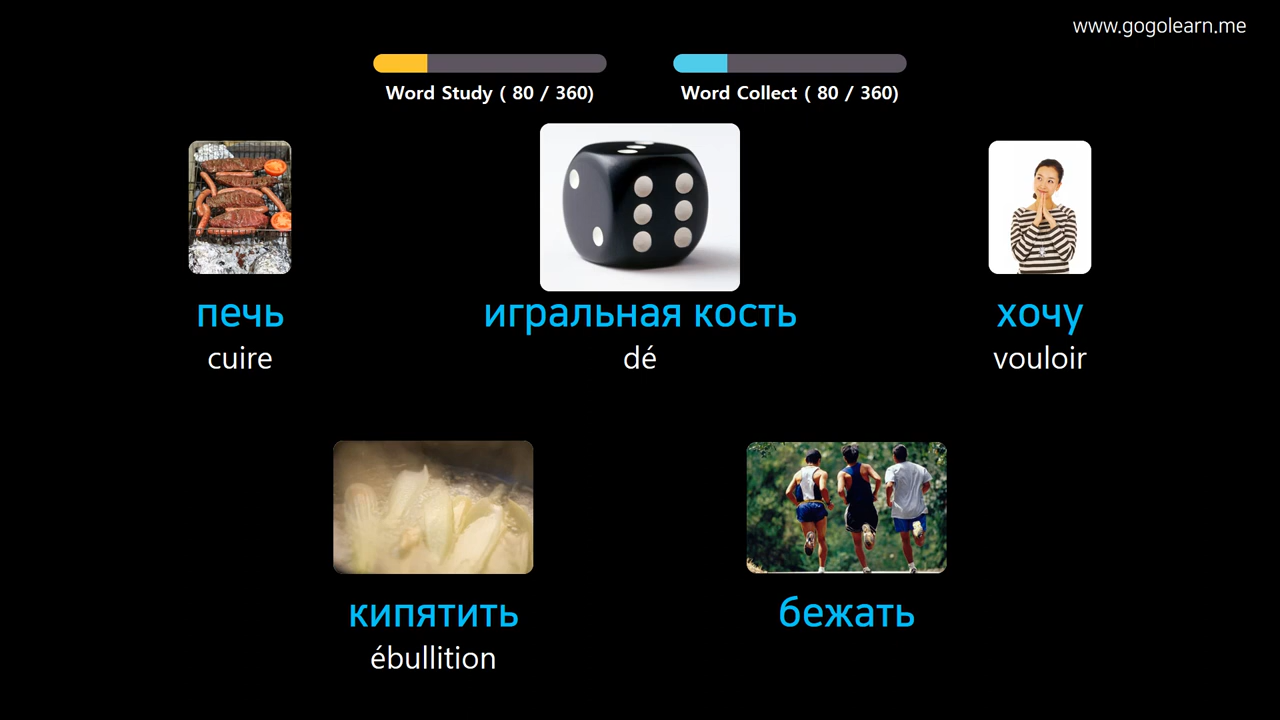 www.gogolearn.me
Word Study ( 80 / 360)
Word Collect ( 80 / 360)
печь
cuire
игральная кость
dé
хочу
vouloir
кипятить
ébullition
бежать